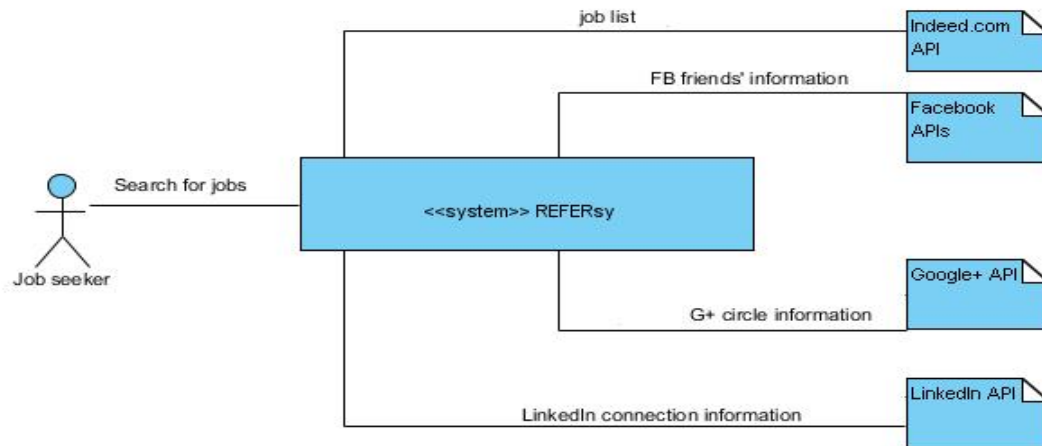 job list
Indeed.com
API
FB friends' information
Facebook
APIs
Search for jobs
<<system>> REFERsy
Job seeker
Google+ API
G+ circle information
LinkedIn API
LinkedIn connection information